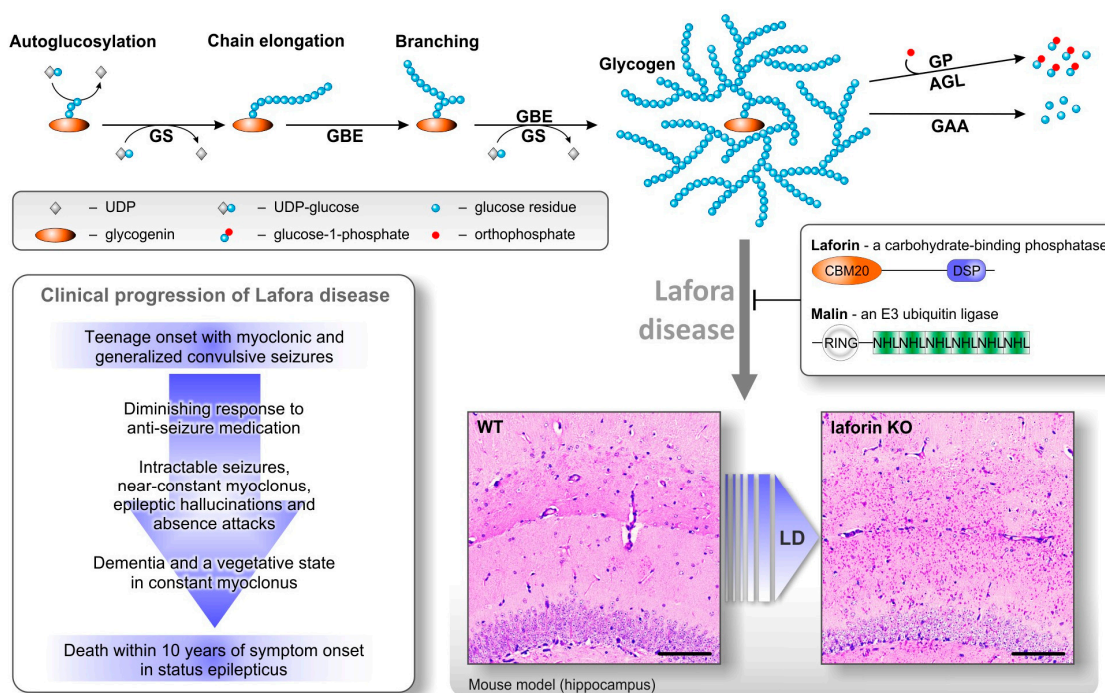 Autoglucosylation
Chain elongation
Branching
Glycogen
GS
GBE
GBE
GS
GP
AGL
GAA
– UDP
– UDP-glucose
– glucose residue
– glycogenin
– glucose-1-phosphate
– orthophosphate
Clinical progression of Lafora disease
Teenage onset with myoclonic and
generalized convulsive seizures
Diminishing response to
anti-seizure medication
Intractable seizures,
near-constant myoclonus,
epileptic hallucinations and
absence attacks
Dementia and a vegetative state
in constant myoclonus
Death within 10 years of symptom onset
in status epilepticus
Lafora
disease
Laforin - a carbohydrate-binding phosphatase
CBM20
DSP
Malin - an E3 ubiquitin ligase
RING
NHL NHL NHL NHL NHL NHL
WT
LD
laforin KO
Mouse model (hippocampus)